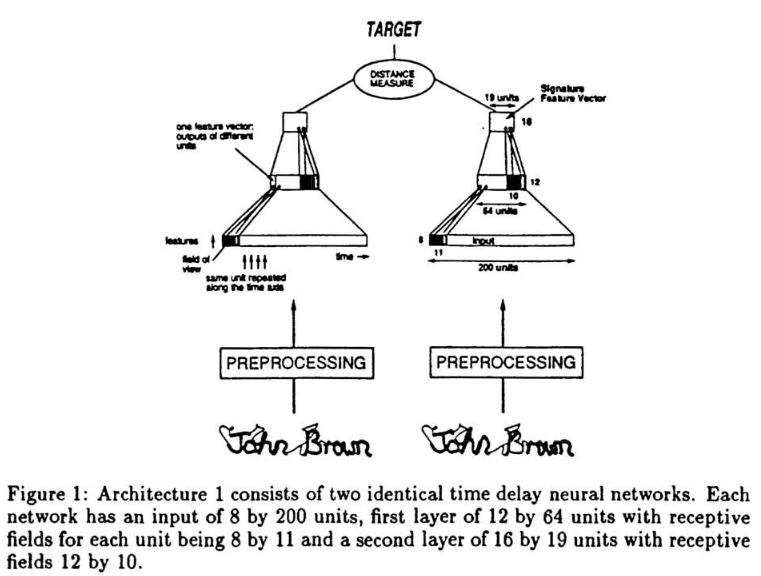 TARGET
DISTANCE
MEASURE
19 units
Signature
Feature Vector
16
one feature vector:
outputs of different
units
12
10
64 units
features
8
input
time
field of
view
11
200 units
same unit repeated
along the time axis
PREPROCESSING
PREPROCESSING
John Brown
John Brown
Figure 1: Architecture 1 consists of two identical time delay neural networks. Each
network has an input of 8 by 200 units, first layer of 12 by 64 units with receptive
fields for each unit being 8 by 11 and a second layer of 16 by 19 units with receptive
fields 12 by 10.